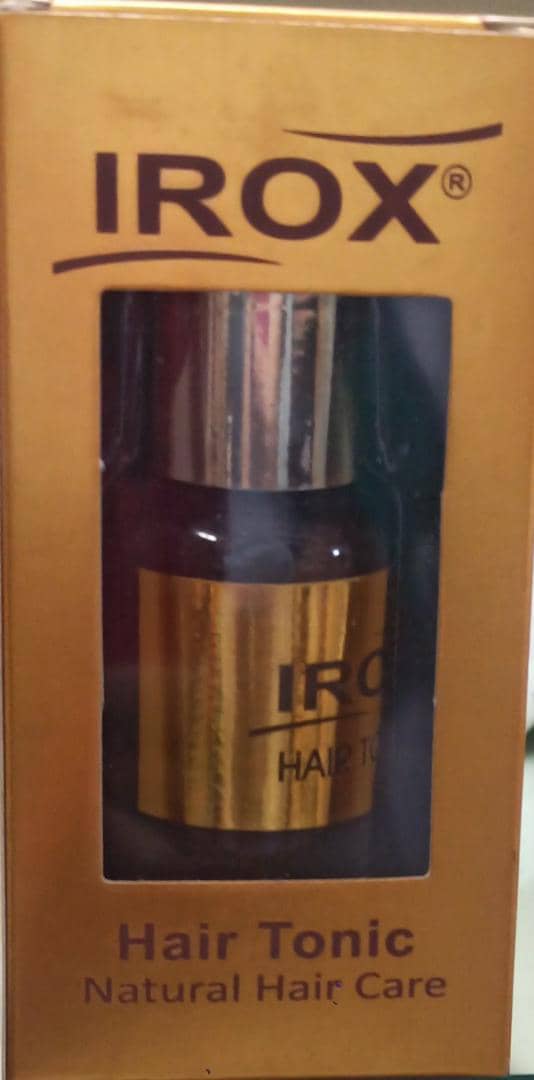 IROX®
IRO
HAIR TO
Hair Tonic
Natural Hair Care